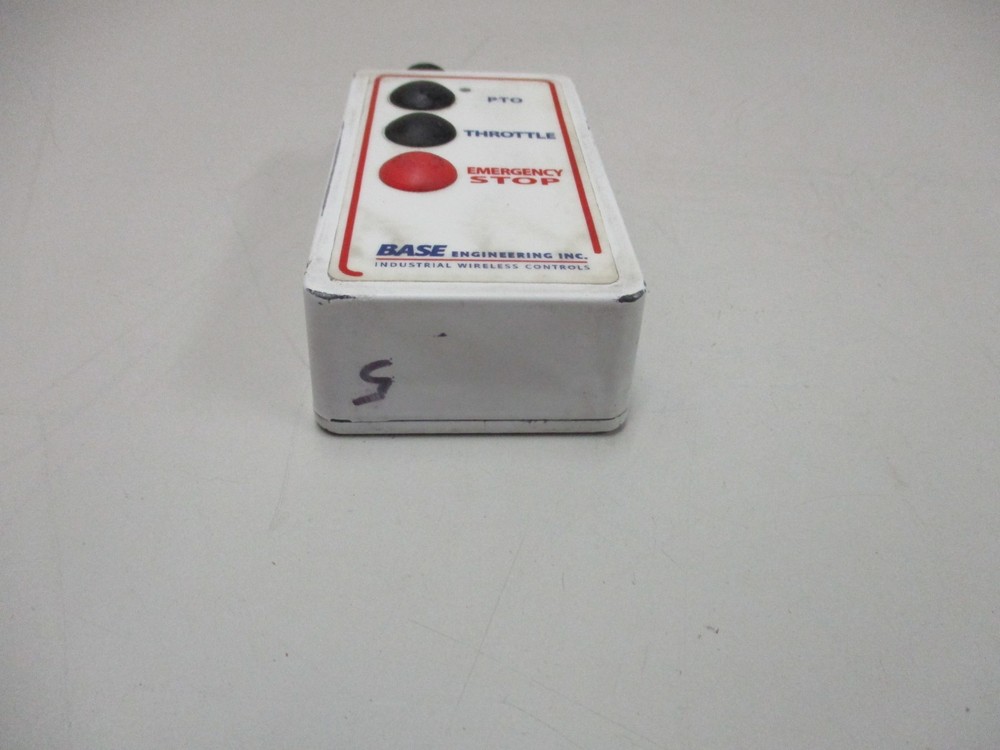 PTO
THROTTLE
EMERGENCY
STOP
BASE ENGINEERING INC.
INDUSTRIAL WIRELESS CONTROLS
5